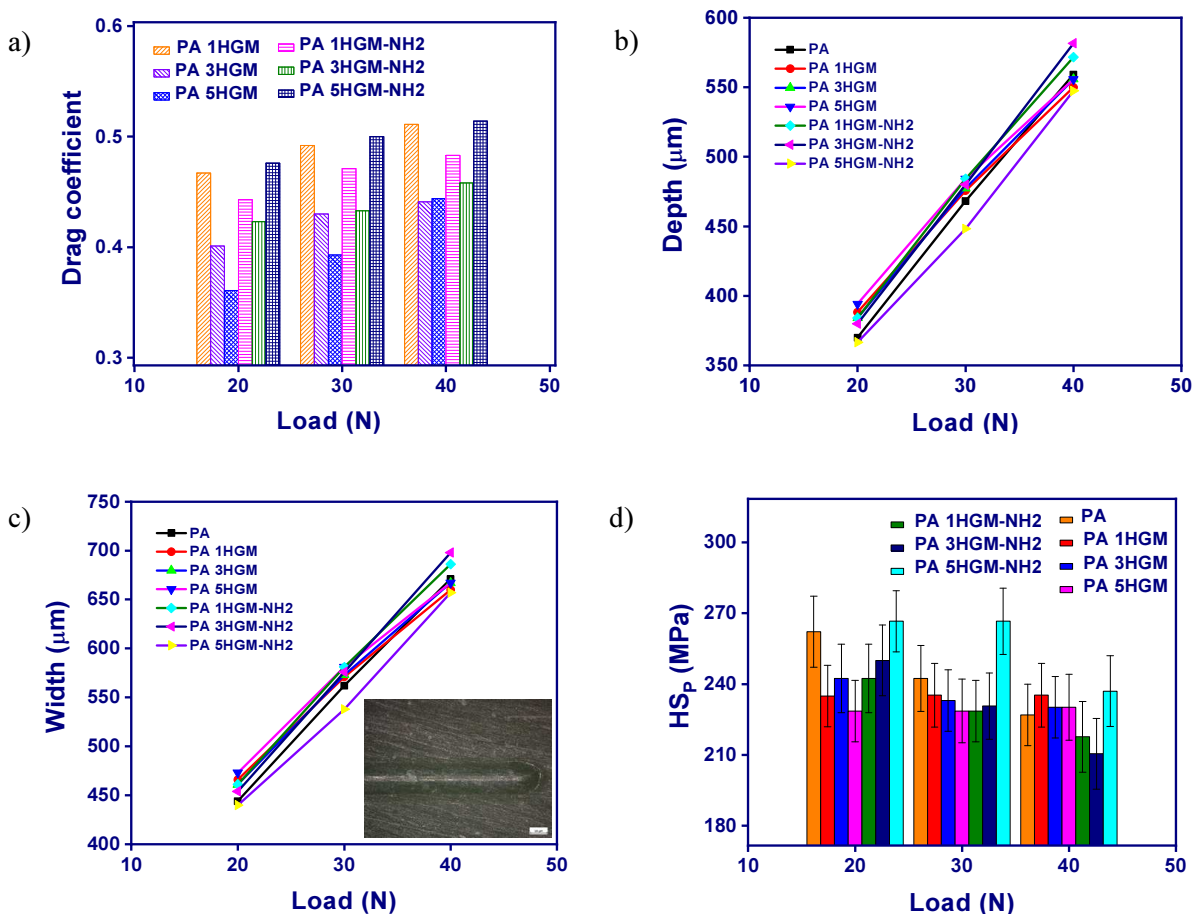 a)
0.6
0.5
0.4
0.3
Drag coefficient
PA 1HGM
PA 3HGM
PA 5HGM
PA 1HGM-NH2
PA 3HGM-NH2
PA 5HGM-NH2
10 20 30 40 50
Load (N)
b)
600
550
500
450
400
350
Depth (μm)
PA
PA 1HGM
PA 3HGM
PA 5HGM
PA 1HGM-NH2
PA 3HGM-NH2
PA 5HGM-NH2
10 20 30 40 50
Load (N)
c)
750
700
650
600
550
500
450
400
Width (μm)
PA
PA 1HGM
PA 3HGM
PA 5HGM
PA 1HGM-NH2
PA 3HGM-NH2
PA 5HGM-NH2
10 20 30 40 50
Load (N)
d)
300
270
240
210
180
HSP (MPa)
PA 1HGM-NH2
PA 3HGM-NH2
PA 5HGM-NH2
PA
PA 1HGM
PA 3HGM
PA 5HGM
10 20 30 40 50
Load (N)